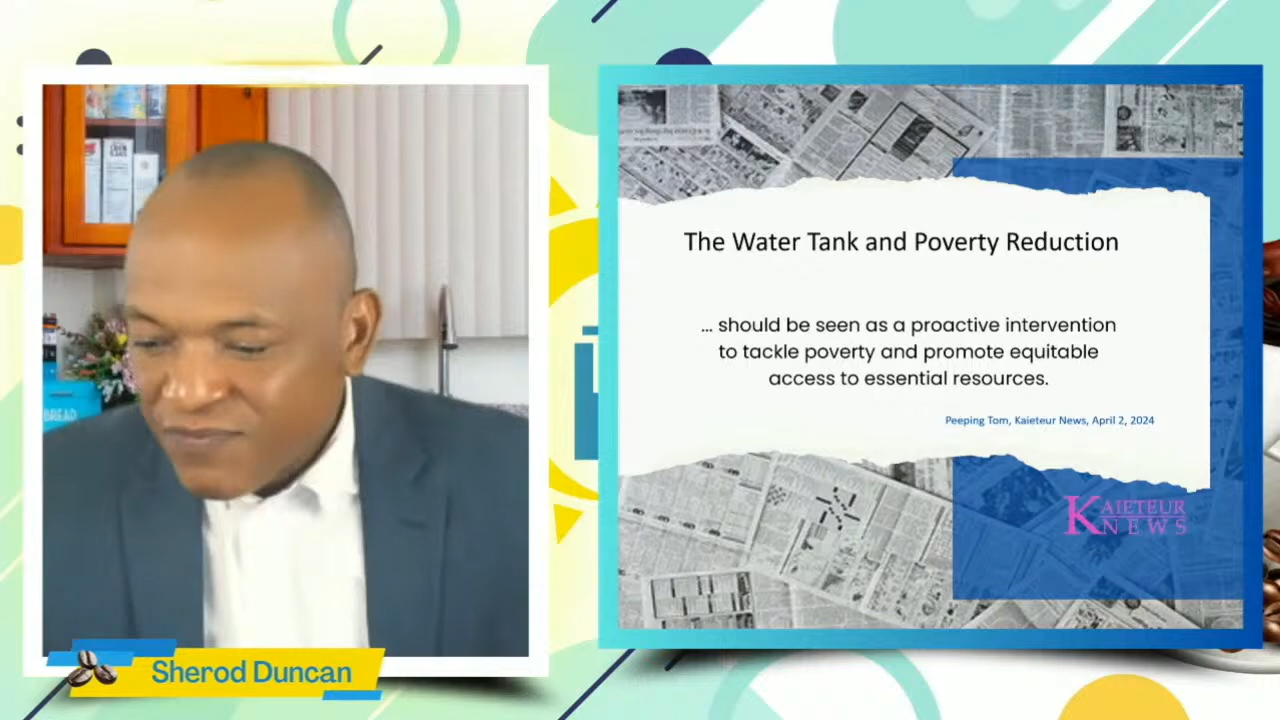 The Water Tank and Poverty Reduction
... should be seen as a proactive intervention
to tackle poverty and promote equitable
access to essential resources.
Peeping Tom, Kaieteur News, April 2, 2024
KAIETEUR
NEWS
BREAD
Sherod Duncan